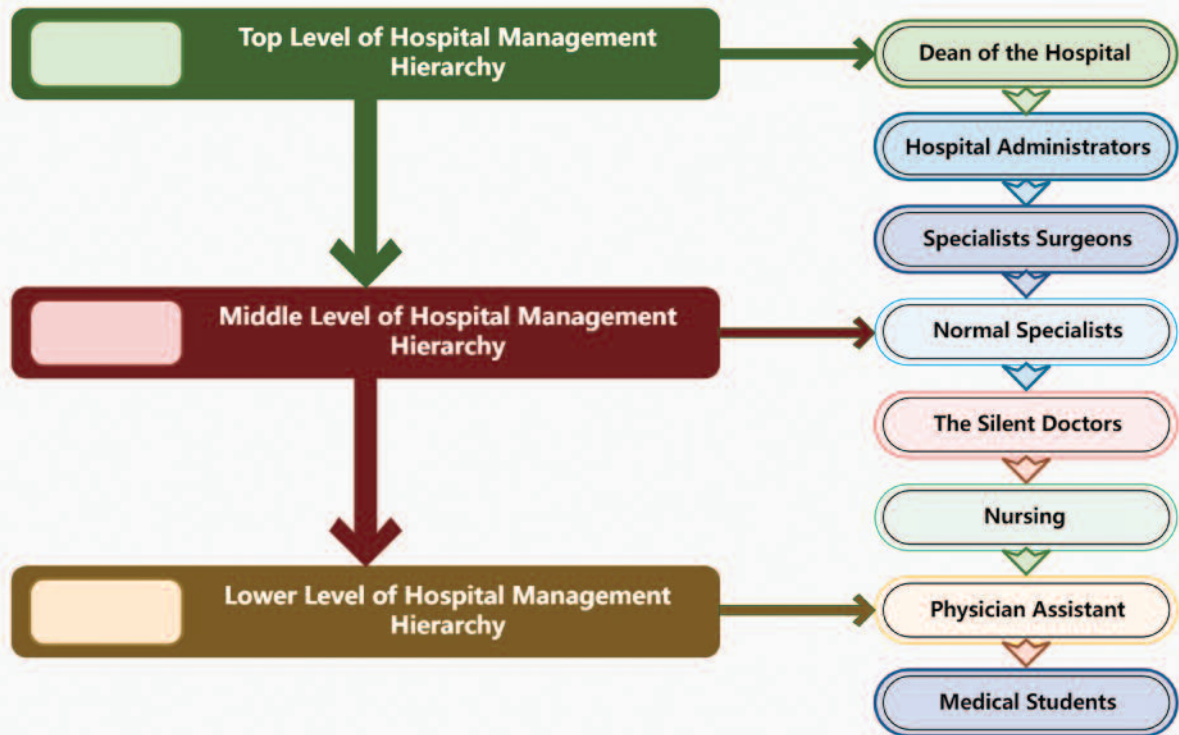 Top Level of Hospital Management
Hierarchy
Dean of the Hospital
Hospital Administrators
Specialists Surgeons
Middle Level of Hospital Management
Hierarchy
Normal Specialists
The Silent Doctors
Nursing
Lower Level of Hospital Management
Hierarchy
Physician Assistant
Medical Students